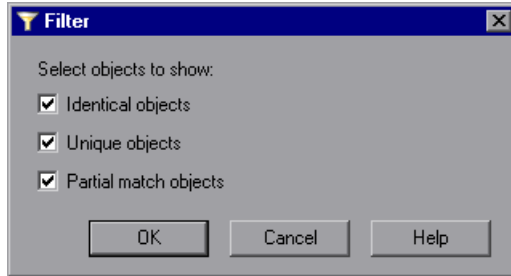 Filter
Select objects to show:
Identical objects
Unique objects
Partial match objects
OK Cancel Help